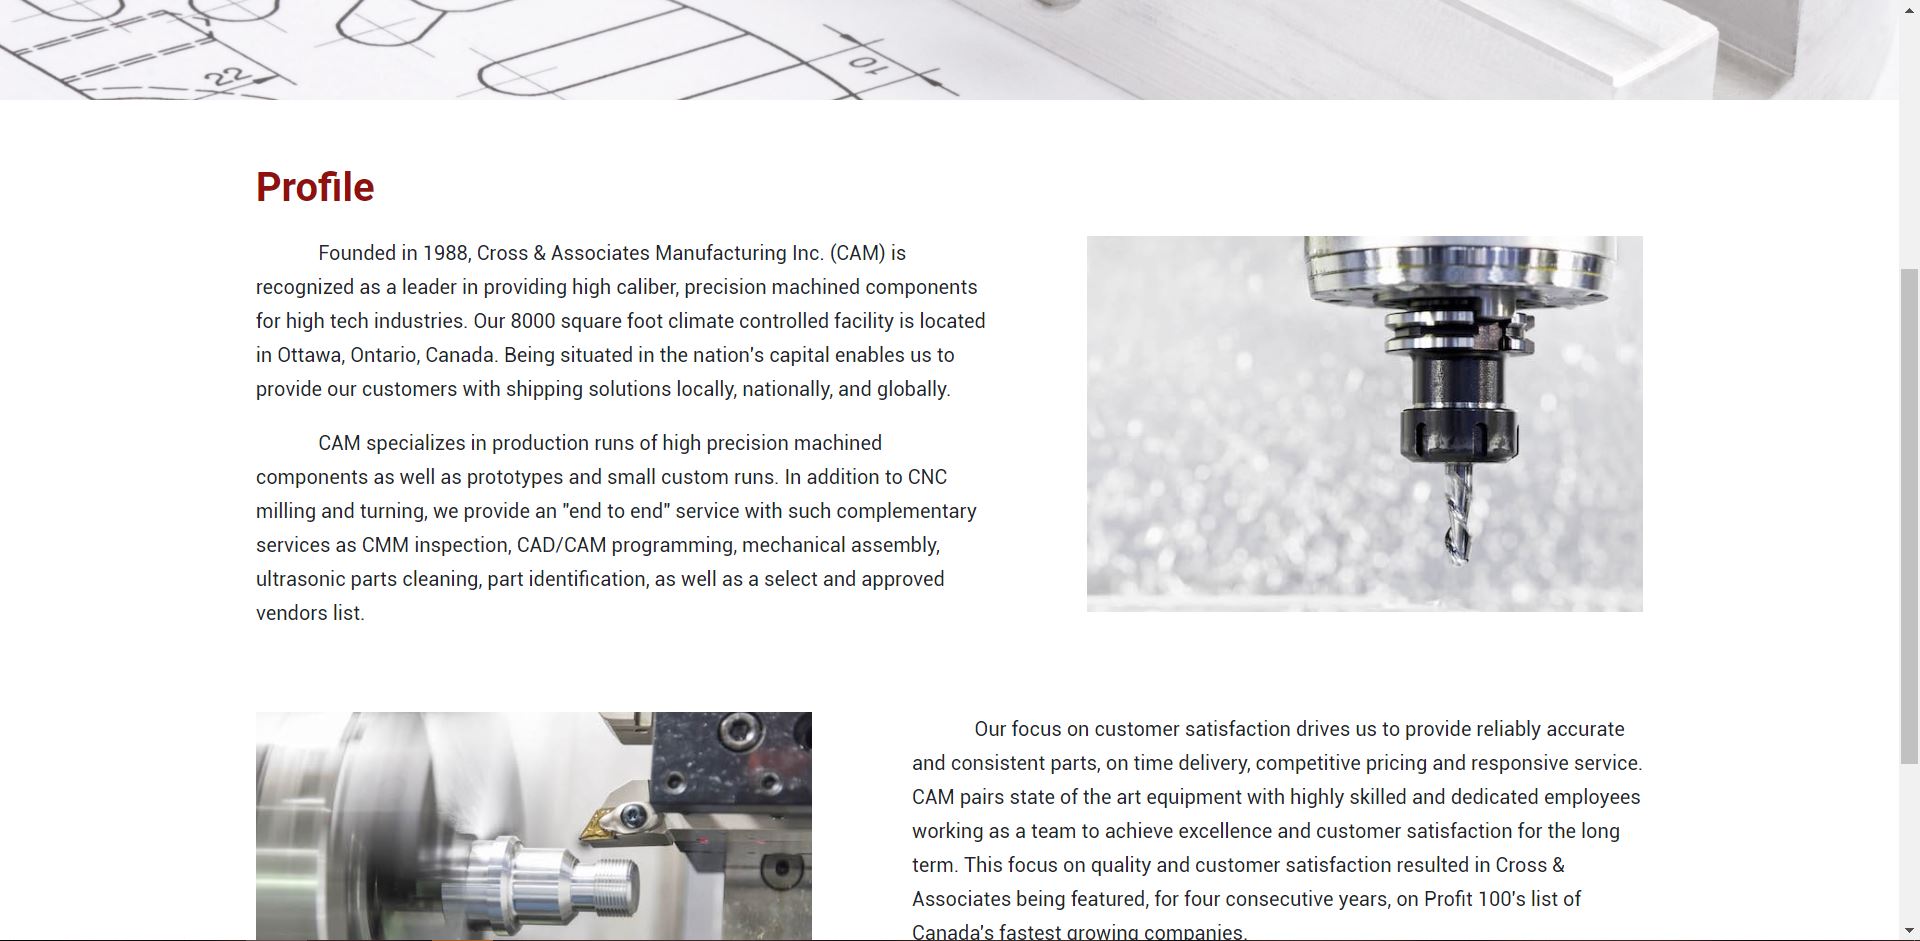 22
10
Profile
Founded in 1988, Cross & Associates Manufacturing Inc. (CAM) is
recognized as a leader in providing high caliber, precision machined components
for high tech industries. Our 8000 square foot climate controlled facility is located
in Ottawa, Ontario, Canada. Being situated in the nation's capital enables us to
provide our customers with shipping solutions locally, nationally, and globally.
CAM specializes in production runs of high precision machined
components as well as prototypes and small custom runs. In addition to CNC
milling and turning, we provide an "end to end" service with such complementary
services as CMM inspection, CAD/CAM programming, mechanical assembly,
ultrasonic parts cleaning, part identification, as well as a select and approved
vendors list.
Our focus on customer satisfaction drives us to provide reliably accurate
and consistent parts, on time delivery, competitive pricing and responsive service.
CAM pairs state of the art equipment with highly skilled and dedicated employees
working as a team to achieve excellence and customer satisfaction for the long
term. This focus on quality and customer satisfaction resulted in Cross &
Associates being featured, for four consecutive years, on Profit 100's list of
Canada's fastest growing companies.